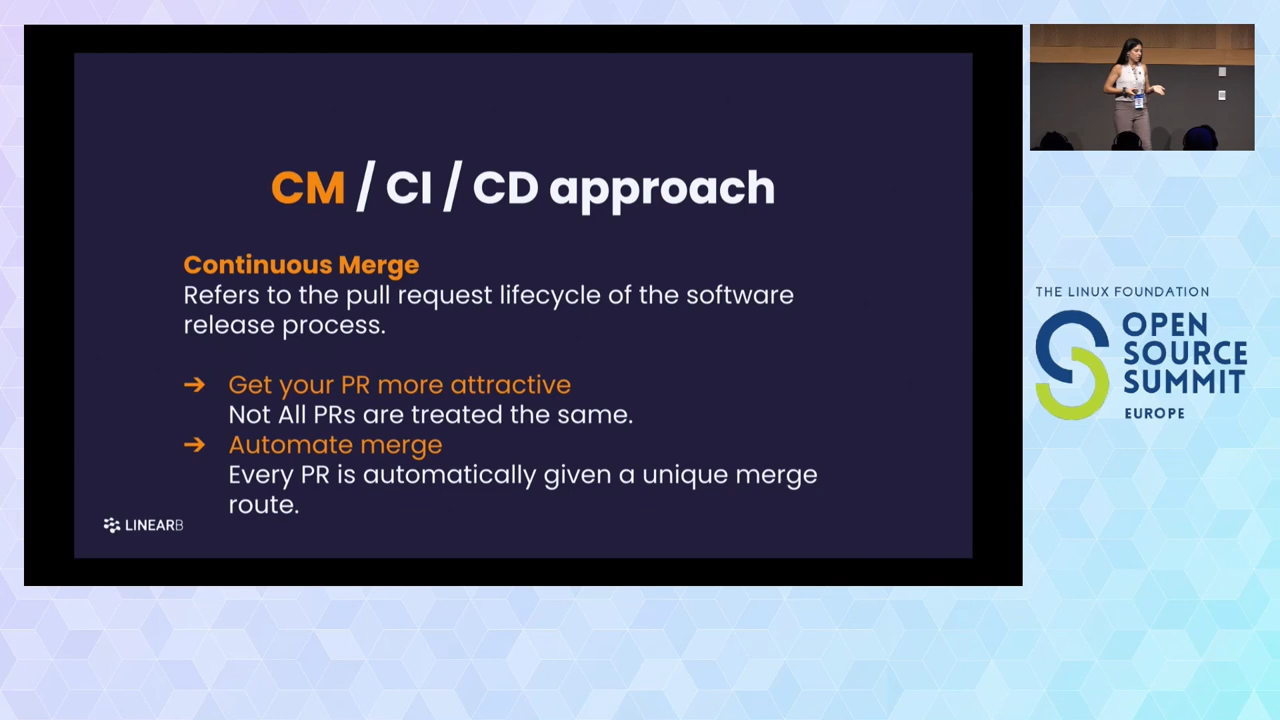 CM / CI / CD approach
Continuous Merge
Refers to the pull request lifecycle of the software
release process.
➔ Get your PR more attractive
Not All PRs are treated the same.
➔ Automate merge
Every PR is automatically given a unique merge
route.
LINEARB
THE LINUX FOUNDATION
OPEN
SOURCE
SUMMIT
EUROPE